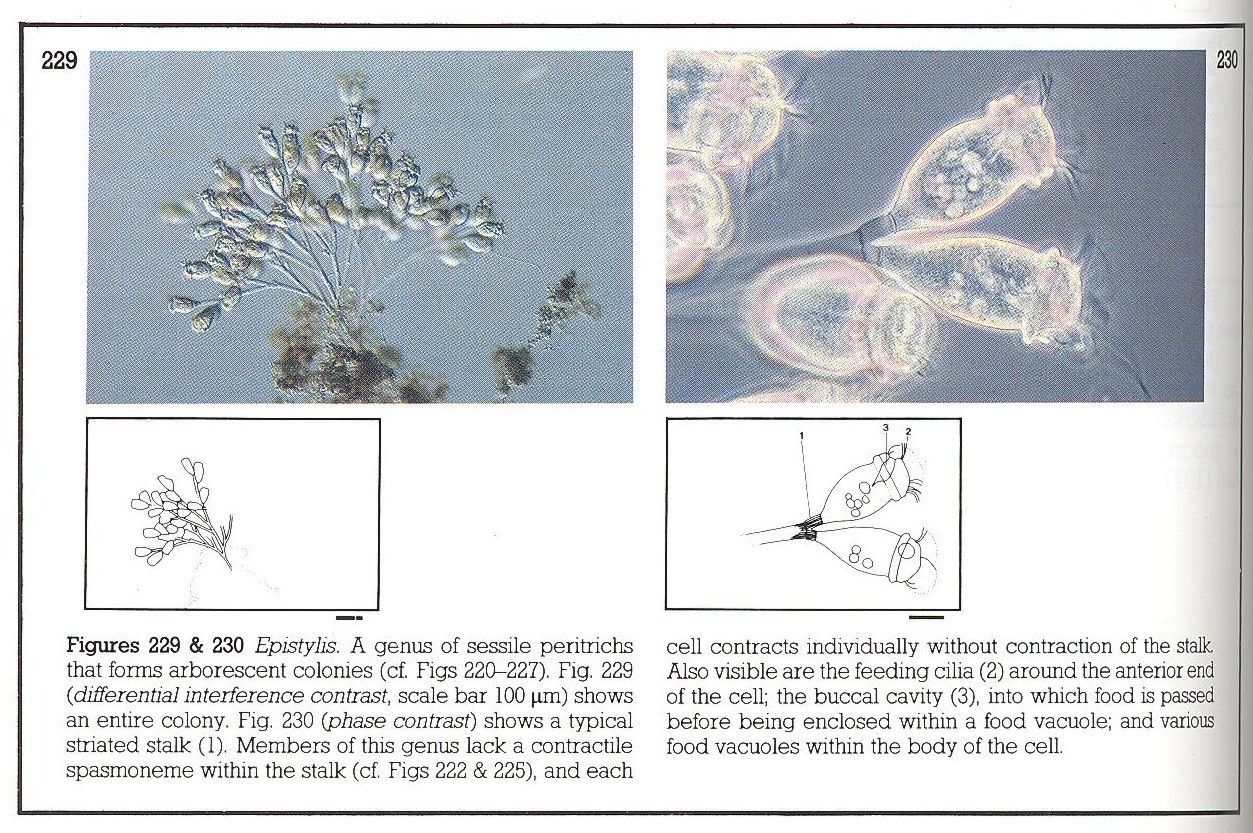 229
230
1
3
2
Figures 229 & 230 Epistylis. A genus of sessile peritrichs
that forms arborescent colonies (cf. Figs 220–227). Fig. 229
(differential interference contrast, scale bar 100 μm) shows
an entire colony. Fig. 230 (phase contrast) shows a typical
striated stalk (1). Members of this genus lack a contractile
spasmoneme within the stalk (cf. Figs 222 & 225), and each
cell contracts individually without contraction of the stalk.
Also visible are the feeding cilia (2) around the anterior end
of the cell; the buccal cavity (3), into which food is passed
before being enclosed within a food vacuole; and various
food vacuoles within the body of the cell.